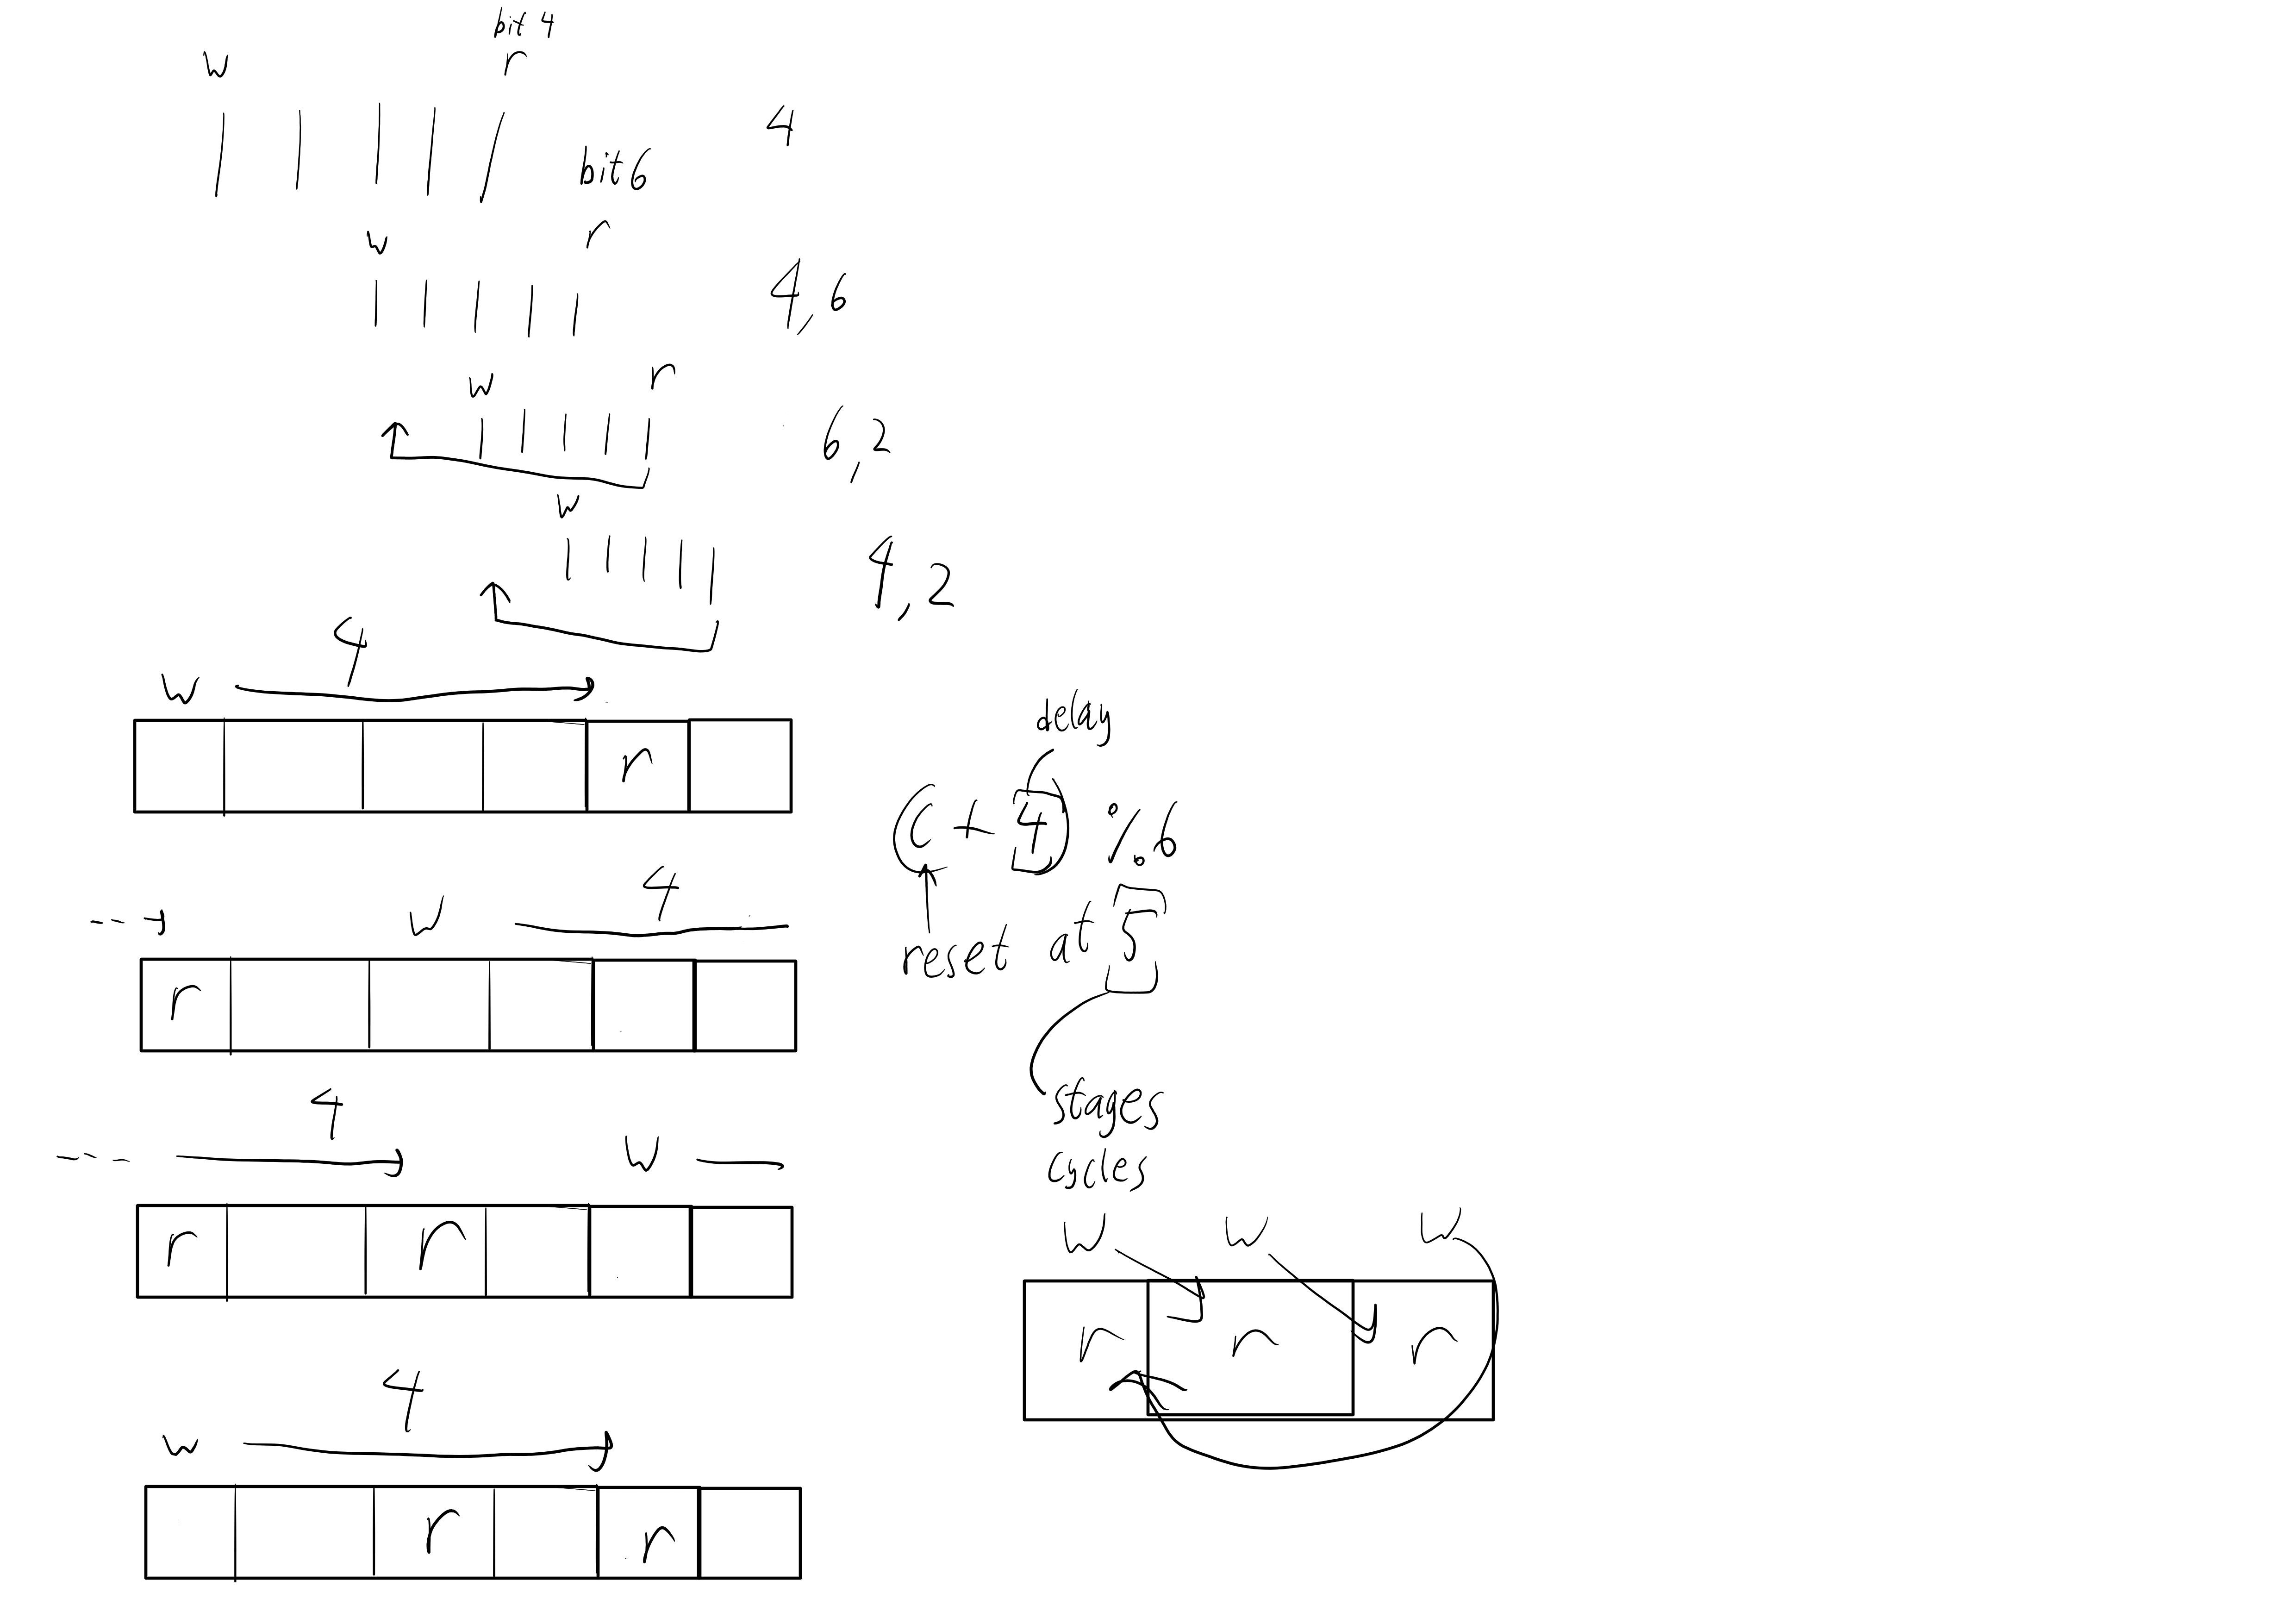 bit 4
w r
4
bit 6
w r
4,6
w r
6,2
w
4,2
4
w
r
delay
(c + 4) % 6
reset at 5
stages
cycles
4
w
r
4
w
r r
4
w
r r
w w w
r r r